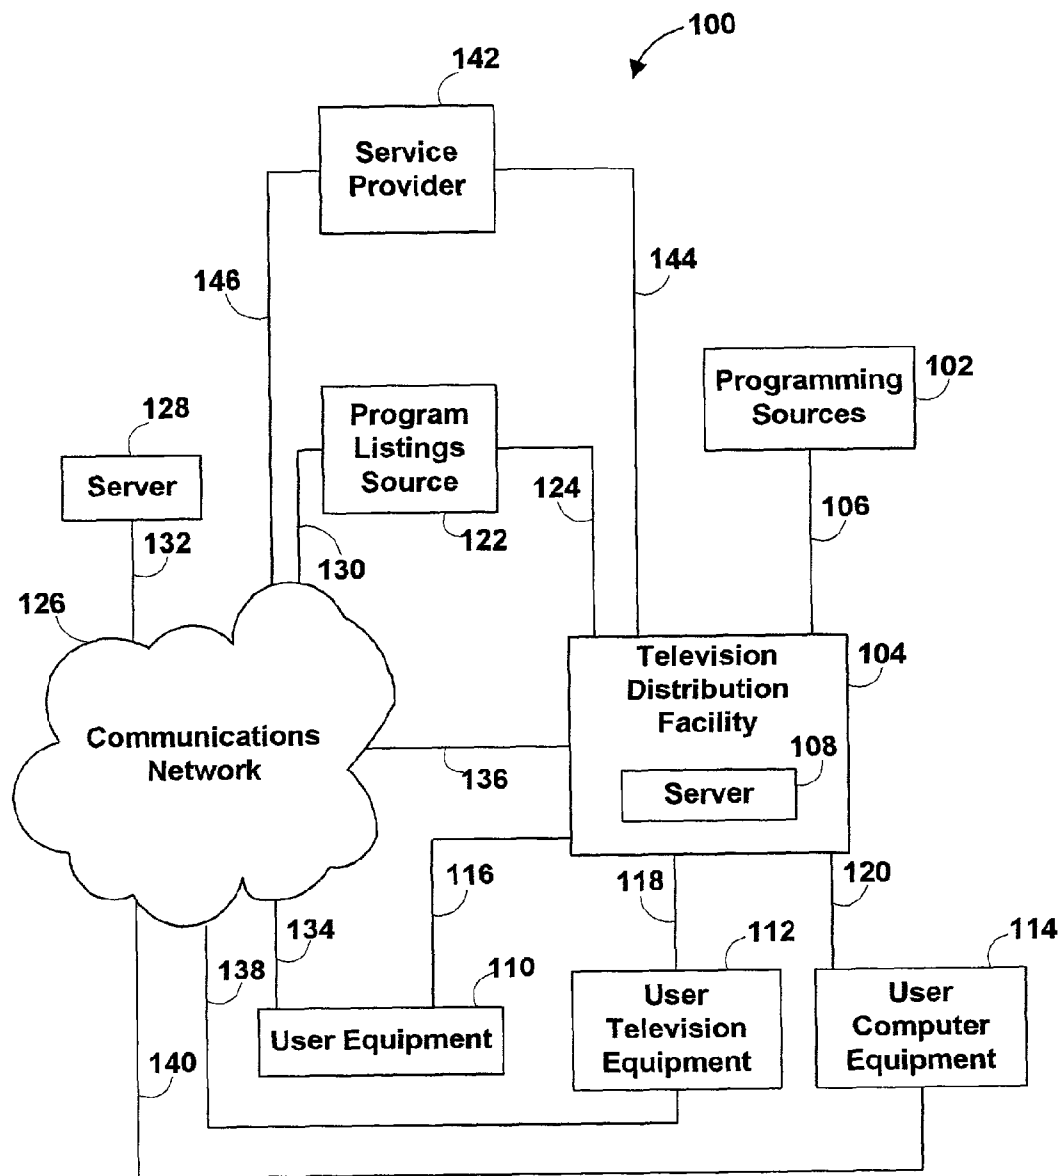 100
142
Service
Provider
146
144
Programming
Sources
102
128
Server
Program
Listings
Source
124
106
132
130
122
126
Television
Distribution
Facility
104
Communications
Network
136
108
Server
116
118
120
134
138
110
112
114
User Equipment
User
Television
Equipment
User
Computer
Equipment
140